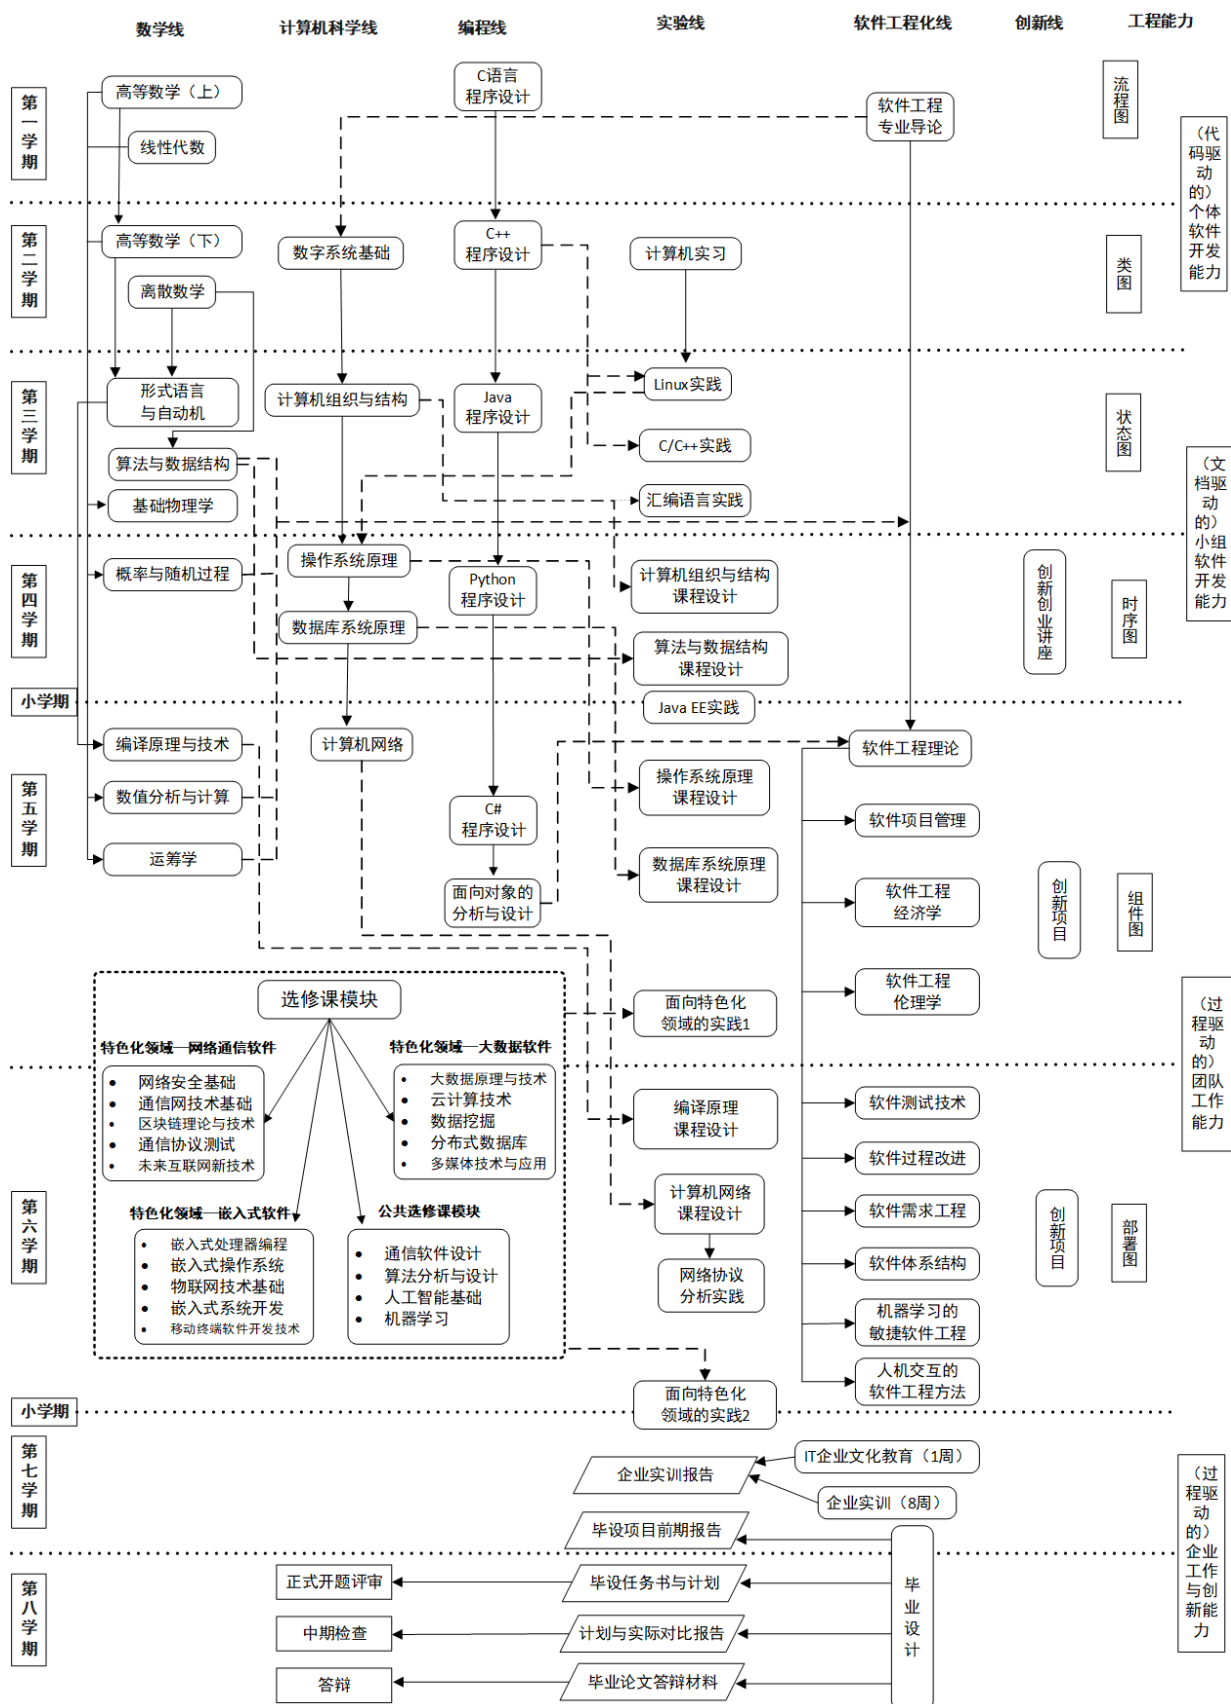 数学线
计算机科学线
编程线
实验线
软件工程化线
创新线
工程能力
第一学期
高等数学（上）
线性代数
C语言
程序设计
软件工程
专业导论
流程图
（代码驱动的）个体软件开发能力
第二学期
高等数学（下）
离散数学
数字系统基础
C++
程序设计
计算机实习
类图
第三学期
形式语言
与自动机
算法与数据结构
基础物理学
计算机组织与结构
Java
程序设计
Linux实践
C/C++实践
汇编语言实践
状态图
（文档驱动的）小组软件开发能力
第四学期
概率与随机过程
操作系统原理
数据库系统原理
Python
程序设计
计算机组织与结构
课程设计
算法与数据结构
课程设计
创新创业讲座
时序图
小学期
Java EE实践
第五学期
编译原理与技术
数值分析与计算
运筹学
计算机网络
C#
程序设计
面向对象的
分析与设计
操作系统原理
课程设计
数据库系统原理
课程设计
面向特色化
领域的实践1
软件工程理论
软件项目管理
软件工程
经济学
软件工程
伦理学
创新项目
组件图
（过程驱动的）团队工作能力
选修课模块
特色化领域—网络通信软件
• 网络安全基础
• 通信网技术基础
• 区块链理论与技术
• 通信协议测试
• 未来互联网新技术
特色化领域—大数据软件
• 大数据原理与技术
• 云计算技术
• 数据挖掘
• 分布式数据库
• 多媒体技术与应用
特色化领域—嵌入式软件
• 嵌入式处理器编程
• 嵌入式操作系统
• 物联网技术基础
• 嵌入式系统开发
• 移动终端软件开发技术
公共选修课模块
• 通信软件设计
• 算法分析与设计
• 人工智能基础
• 机器学习
第六学期
编译原理
课程设计
计算机网络
课程设计
网络协议
分析实践
软件测试技术
软件过程改进
软件需求工程
软件体系结构
机器学习的
敏捷软件工程
人机交互的
软件工程方法
创新项目
部署图
小学期
面向特色化
领域的实践2
第七学期
企业实训报告
IT企业文化教育（1周）
企业实训（8周）
毕设项目前期报告
（过程驱动的）企业工作与创新能力
第八学期
正式开题评审
毕设任务书与计划
毕业设计
中期检查
计划与实际对比报告
答辩
毕业论文答辩材料